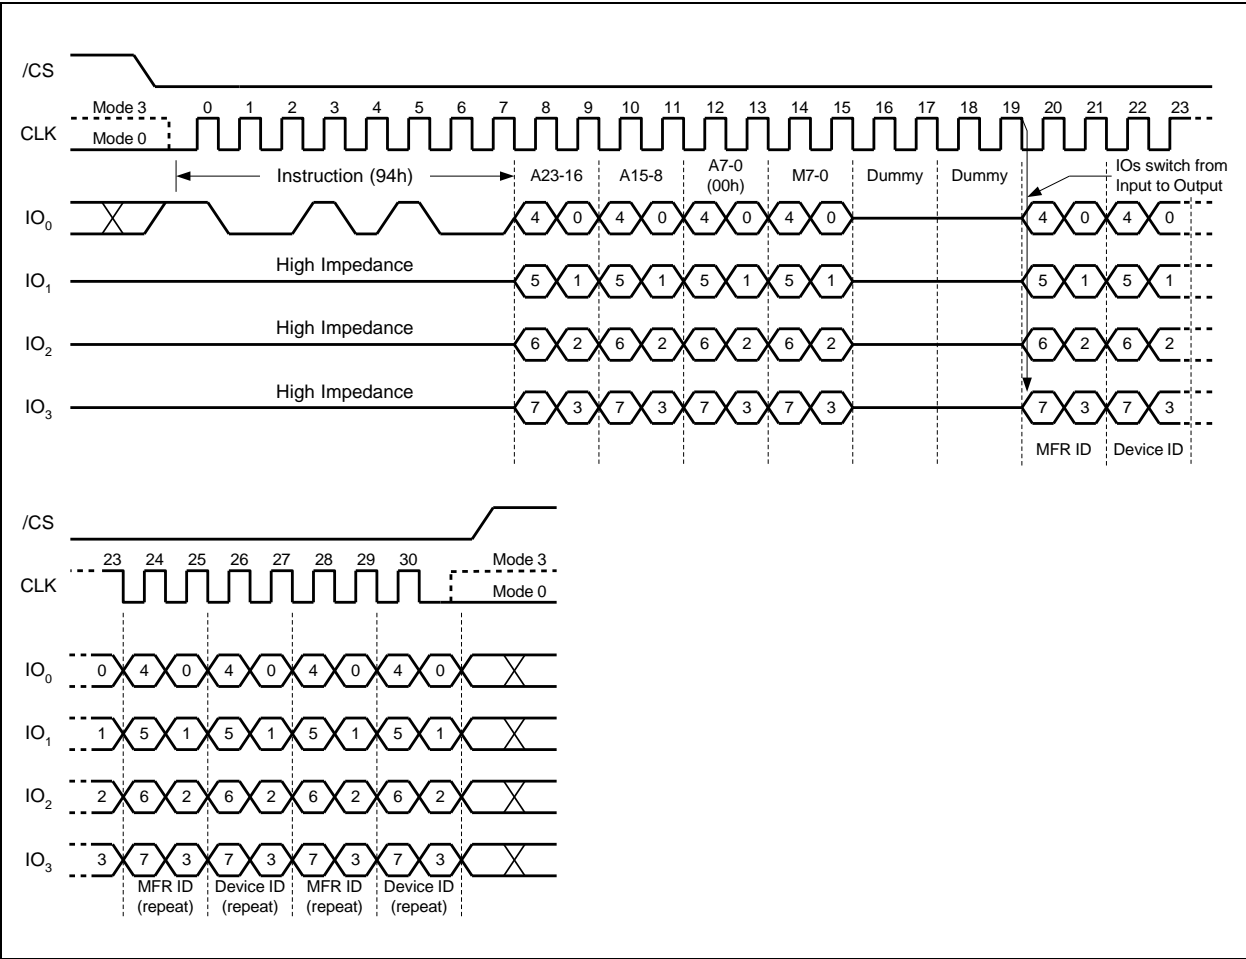 /CS
Mode 3 0 1 2 3 4 5 6 7 8 9 10 11 12 13 14 15 16 17 18 19 20 21 22 23
CLK
Mode 0
Instruction (94h) A23-16 A15-8 A7-0 (00h) M7-0 Dummy Dummy
IOs switch from
Input to Output
IO0 4 0 4 0 4 0 4 0 4 0 4 0
High Impedance
IO1 5 1 5 1 5 1 5 1 5 1 5 1
High Impedance
IO2 6 2 6 2 6 2 6 2 6 2 6 2
High Impedance
IO3 7 3 7 3 7 3 7 3 7 3 7 3
MFR ID Device ID
/CS
23 24 25 26 27 28 29 30 Mode 3
CLK
Mode 0
IO0 0 4 0 4 0 4 0 4 0
IO1 1 5 1 5 1 5 1 5 1
IO2 2 6 2 6 2 6 2 6 2
IO3 3 7 3 7 3 7 3 7 3
MFR ID Device ID MFR ID Device ID
(repeat) (repeat) (repeat) (repeat)